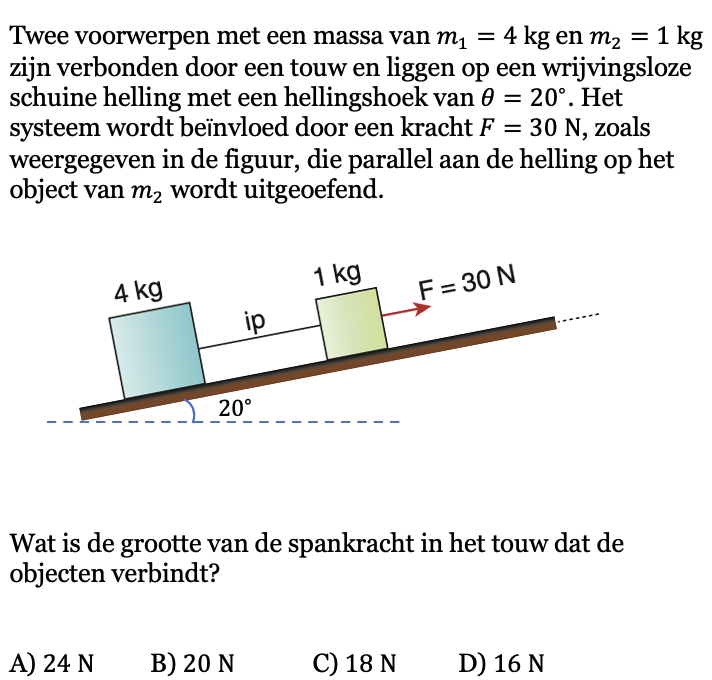 Twee voorwerpen met een massa van m₁ = 4 kg en m₂ = 1 kg
zijn verbonden door een touw en liggen op een wrijvingsloze
schuine helling met een hellingshoek van θ = 20°. Het
systeem wordt beïnvloed door een kracht F = 30 N, zoals
weergegeven in de figuur, die parallel aan de helling op het
object van m₂ wordt uitgeoefend.
4 kg
1 kg
F = 30 N
ip
20°
Wat is de grootte van de spankracht in het touw dat de
objecten verbindt?
A) 24 N B) 20 N C) 18 N D) 16 N